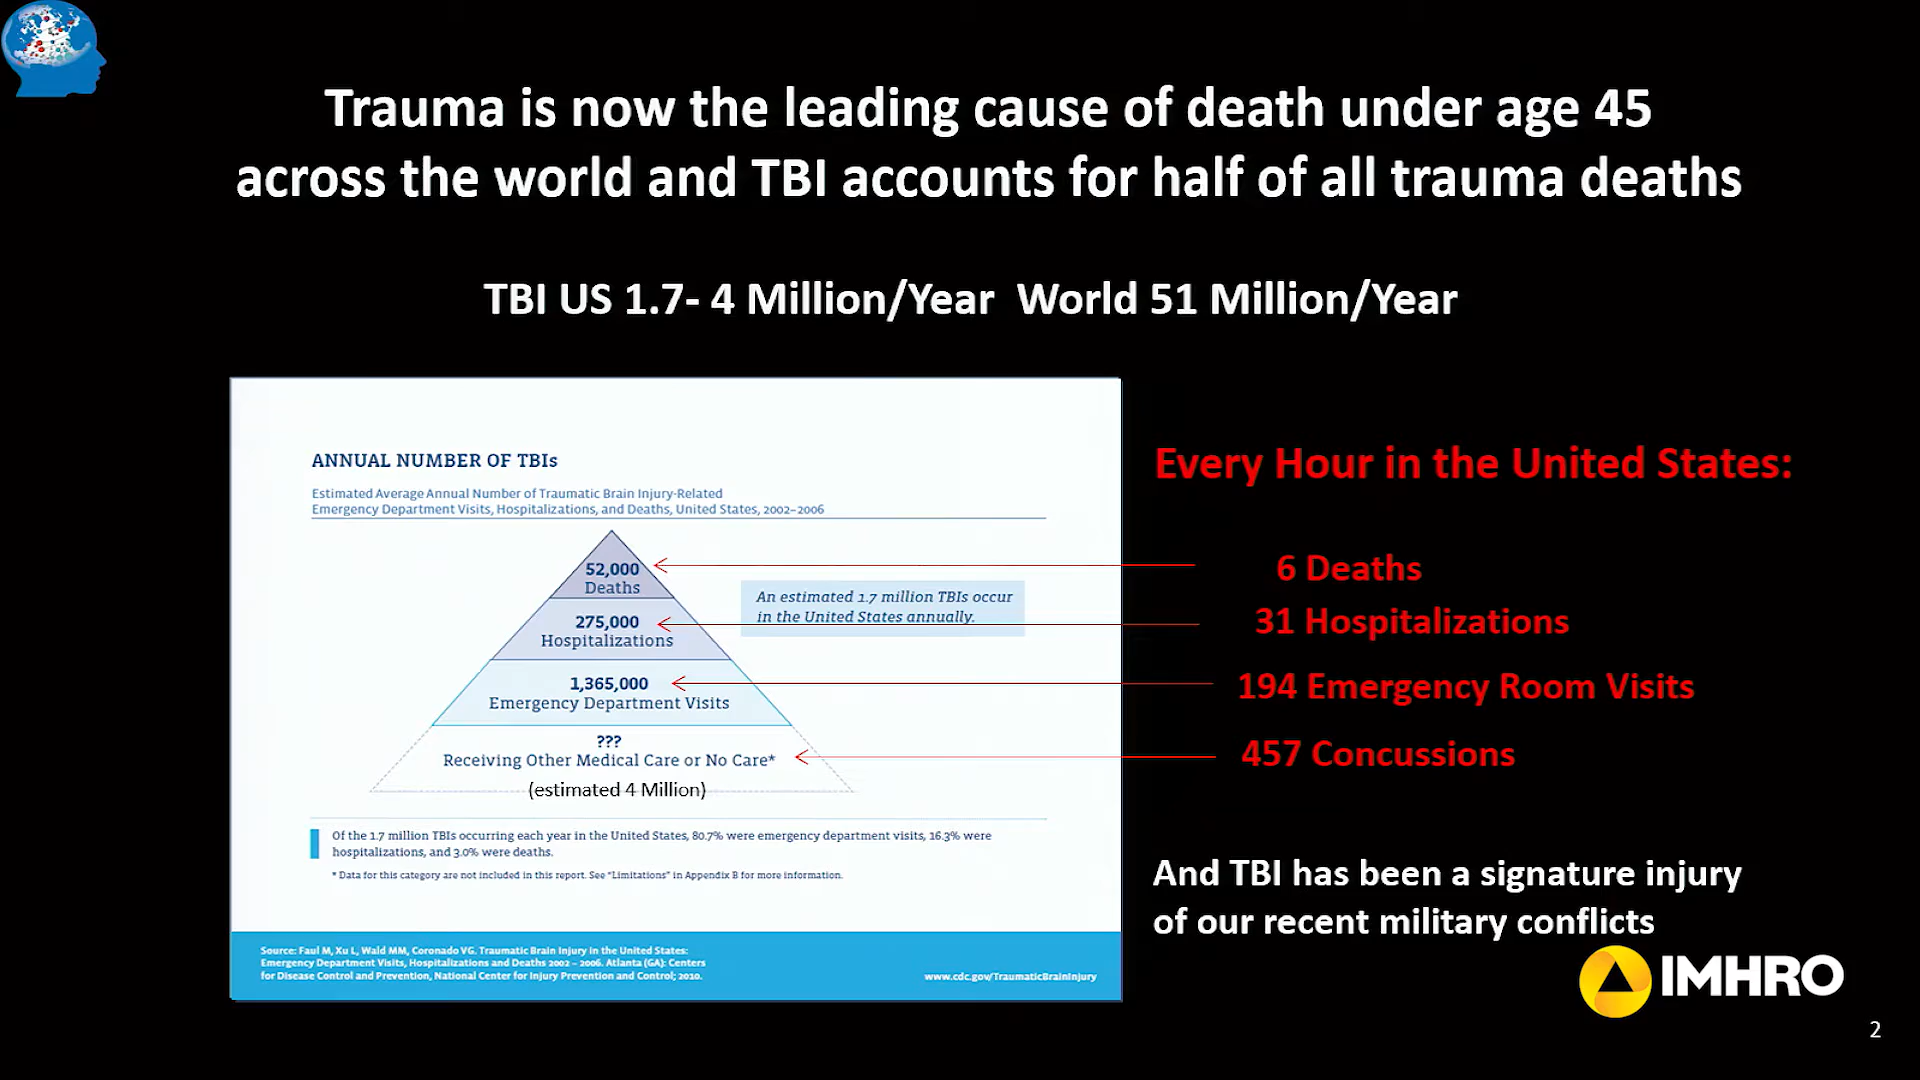 Trauma is now the leading cause of death under age 45
across the world and TBI accounts for half of all trauma deaths
TBI US 1.7- 4 Million/Year  World 51 Million/Year
ANNUAL NUMBER OF TBIs
Estimated Average Annual Number of Traumatic Brain Injury-Related
Emergency Department Visits, Hospitalizations, and Deaths, United States, 2002–2006
52,000
Deaths
An estimated 1.7 million TBIs occur
in the United States annually.
275,000
Hospitalizations
1,365,000
Emergency Department Visits
???
Receiving Other Medical Care or No Care*
(estimated 4 Million)
Of the 1.7 million TBIs occurring each year in the United States, 80.7% were emergency department visits, 16.3% were
hospitalizations, and 3.0% were deaths.
* Data for this category are not included in this report. See “Limitations” in Appendix B for more information.
Source: Faul M, Xu L, Wald MM, Coronado VG. Traumatic Brain Injury in the United States:
Emergency Department Visits, Hospitalizations and Deaths 2002 – 2006. Atlanta (GA): Centers
for Disease Control and Prevention, National Center for Injury Prevention and Control; 2010.
www.cdc.gov/TraumaticBrainInjury
Every Hour in the United States:
6 Deaths
31 Hospitalizations
194 Emergency Room Visits
457 Concussions
And TBI has been a signature injury
of our recent military conflicts
IMHRO
2